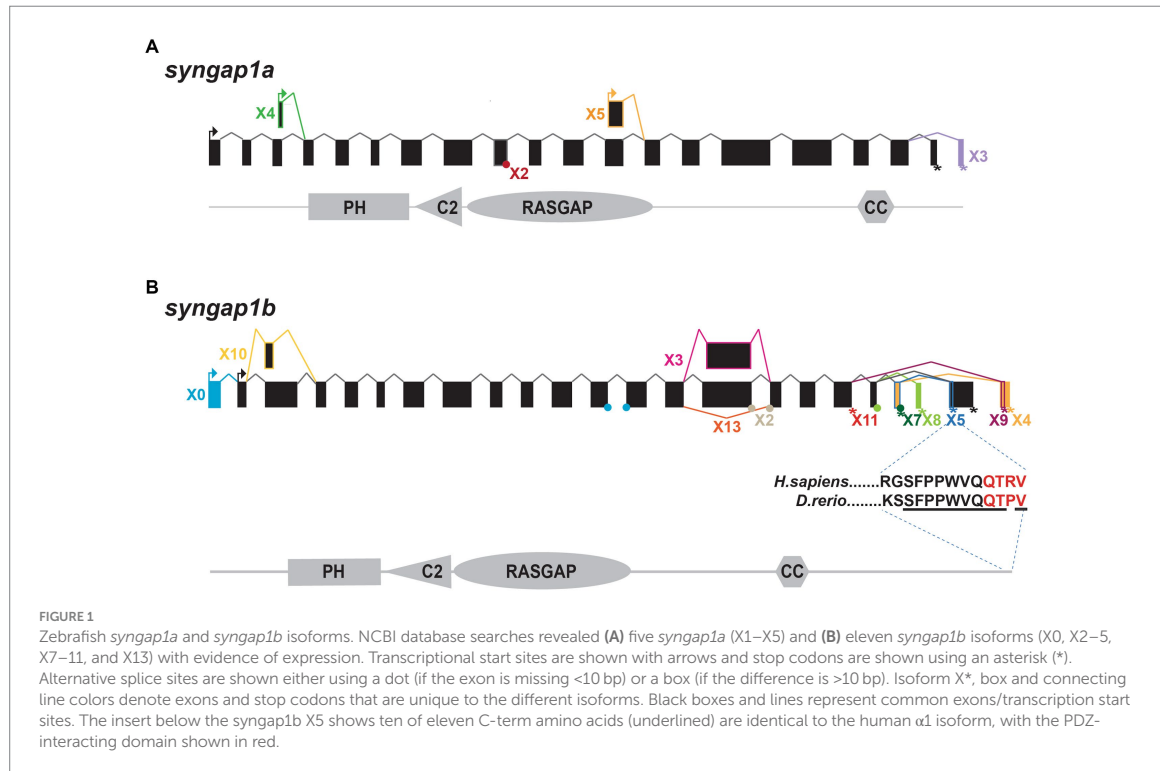 A
syngap1a
X4
X5
X2
*
*
X3
PH
C2
RASGAP
CC
B
syngap1b
X10
X3
X0
X13
X2
*
X11
*
X7
*
X8
*
X5
*
*
X9
*
X4
H.sapiens.......RGSFPPWVQQTRV
D.rerio........KSSFPPWVQQTPV
PH
C2
RASGAP
CC
FIGURE 1
Zebrafish syngap1a and syngap1b isoforms. NCBI database searches revealed (A) five syngap1a (X1–X5) and (B) eleven syngap1b isoforms (X0, X2–5,
X7–11, and X13) with evidence of expression. Transcriptional start sites are shown with arrows and stop codons are shown using an asterisk (*).
Alternative splice sites are shown either using a dot (if the exon is missing <10 bp) or a box (if the difference is >10 bp). Isoform X*, box and connecting
line colors denote exons and stop codons that are unique to the different isoforms. Black boxes and lines represent common exons/transcription start
sites. The insert below the syngap1b X5 shows ten of eleven C-term amino acids (underlined) are identical to the human α1 isoform, with the PDZ-
interacting domain shown in red.